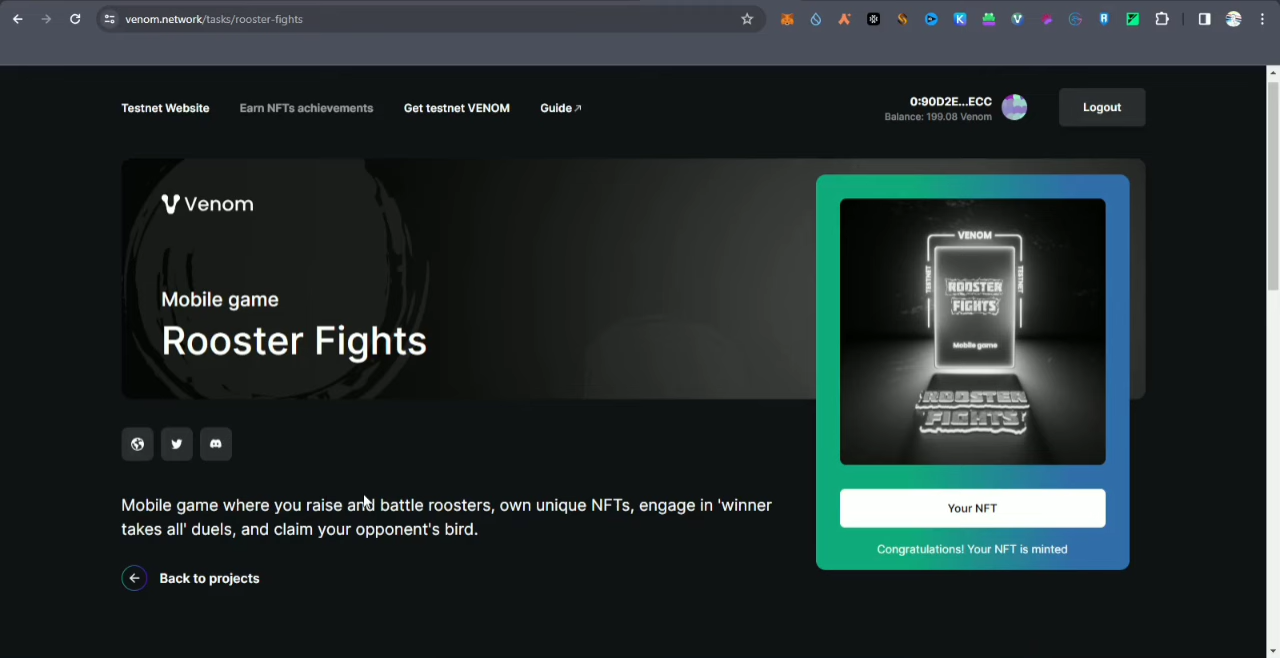 venom.network/tasks/rooster-fights
Testnet Website
Earn NFTs achievements
Get testnet VENOM
Guide
0:90D2E...ECC
Balance: 199.08 Venom
Logout
Venom
Mobile game
Rooster Fights
VENOM
TESTNET
TESTNET
ROOSTER
FIGHTS
Mobile game
ROOSTER
FIGHTS
Mobile game where you raise and battle roosters, own unique NFTs, engage in 'winner
takes all' duels, and claim your opponent's bird.
Back to projects
Your NFT
Congratulations! Your NFT is minted